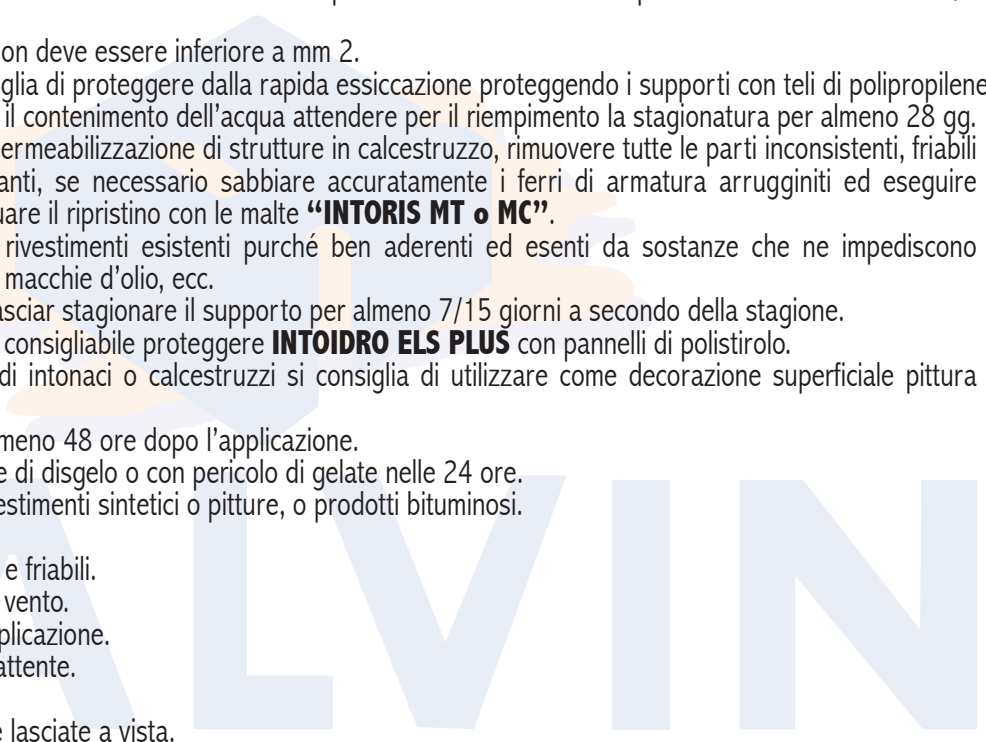 on deve essere inferiore a mm 2.
glia di proteggere dalla rapida essiccazione proteggendo i supporti con teli di polipropilene
il contenimento dell’acqua attendere per il riempimento la stagionatura per almeno 28 gg.
ermeabilizzazione di strutture in calcestruzzo, rimuovere tutte le parti inconsistenti, friabili
anti, se necessario sabbiare accuratamente i ferri di armatura arrugginiti ed eseguire
uare il ripristino con le malte “INTORIS MT o MC”.
rivestimenti esistenti purché ben aderenti ed esenti da sostanze che ne impediscono
macchie d’olio, ecc.
asciar stagionare il supporto per almeno 7/15 giorni a secondo della stagione.
consigliabile proteggere INTOIDRO ELS PLUS con pannelli di polistirolo.
di intonaci o calcestruzzi si consiglia di utilizzare come decorazione superficiale pittura
meno 48 ore dopo l’applicazione.
e di disgelo o con pericolo di gelate nelle 24 ore.
estimenti sintetici o pitture, o prodotti bituminosi.
e friabili.
vento.
plicazione.
attente.
e lasciate a vista.
ALVIN